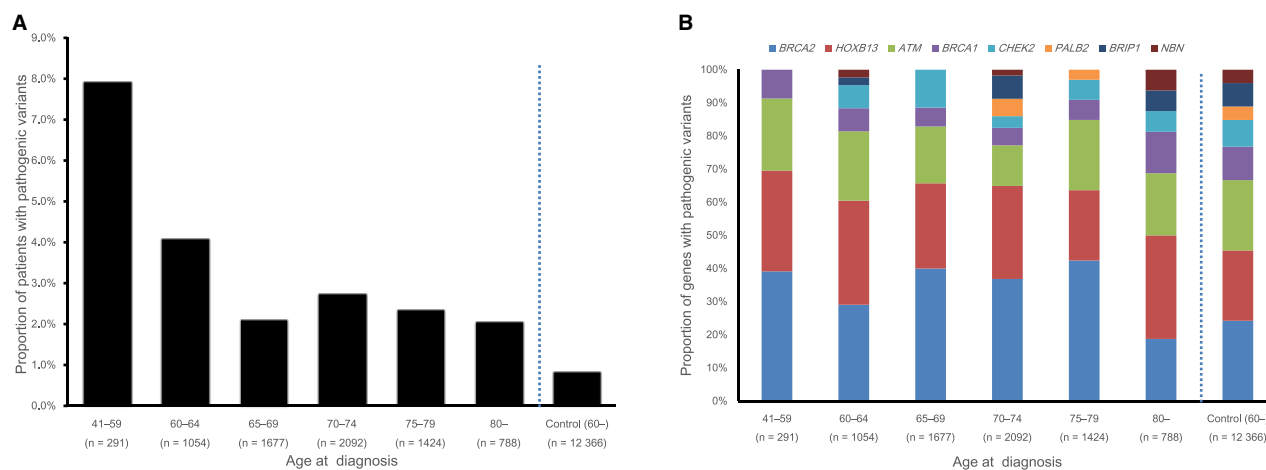 A
Proportion of patients with pathogenic variants
9.0%
8.0%
7.0%
6.0%
5.0%
4.0%
3.0%
2.0%
1.0%
0.0%
41–59 60–64 65–69 70–74 75–79 80– Control (60–)
(n = 291) (n = 1054) (n = 1677) (n = 2092) (n = 1424) (n = 788) (n = 12 366)
Age at diagnosis
B
BRCA2 HOXB13 ATM BRCA1 CHEK2 PALB2 BRIP1 NBN
Proportion of genes with pathogenic variants
100%
90%
80%
70%
60%
50%
40%
30%
20%
10%
0%
41–59 60–64 65–69 70–74 75–79 80– Control (60–
(n = 291) (n = 1054) (n = 1677) (n = 2092) (n = 1424) (n = 788) (n = 12 366)
Age at diagnosis